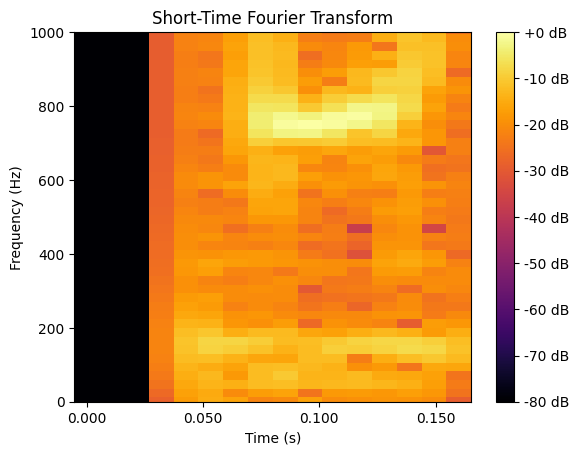 Short-Time Fourier Transform
1000
800
600
400
200
0
Frequency (Hz)
0.000
0.050
0.100
0.150
Time (s)
+0 dB
-10 dB
-20 dB
-30 dB
-40 dB
-50 dB
-60 dB
-70 dB
-80 dB